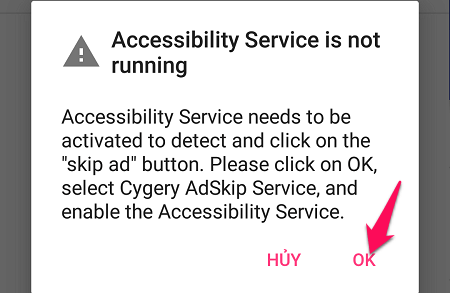 Accessibility Service is not
running
Accessibility Service needs to be
activated to detect and click on the
"skip ad" button. Please click on OK,
select Cygery AdSkip Service, and
enable the Accessibility Service.
HỦY OK